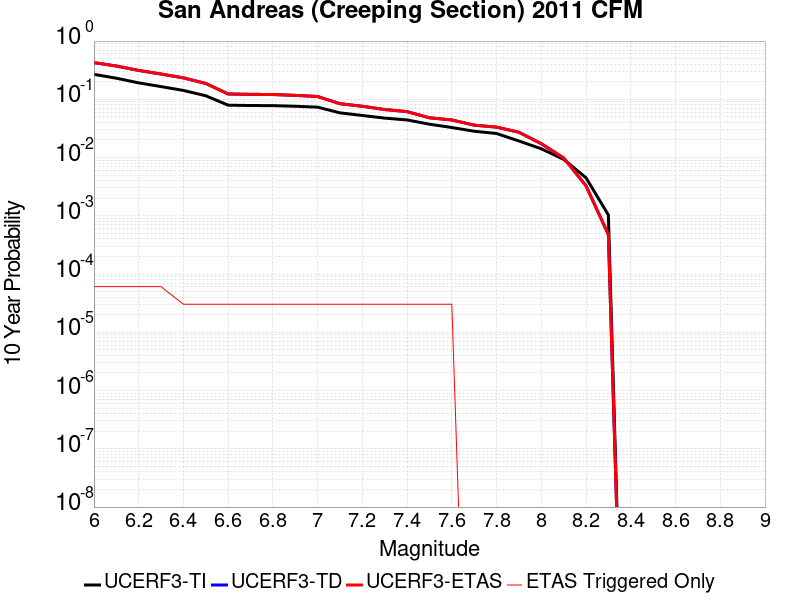 San Andreas (Creeping Section) 2011 CFM
10 0
10 -1
10 -2
10 -3
10 -4
10 -5
10 -6
10 -7
10 -8
10 Year Probability
6 6.2 6.4 6.6 6.8 7 7.2 7.4 7.6 7.8 8 8.2 8.4 8.6 8.8 9
Magnitude
UCERF3-TI UCERF3-TD UCERF3-ETAS ETAS Triggered Only